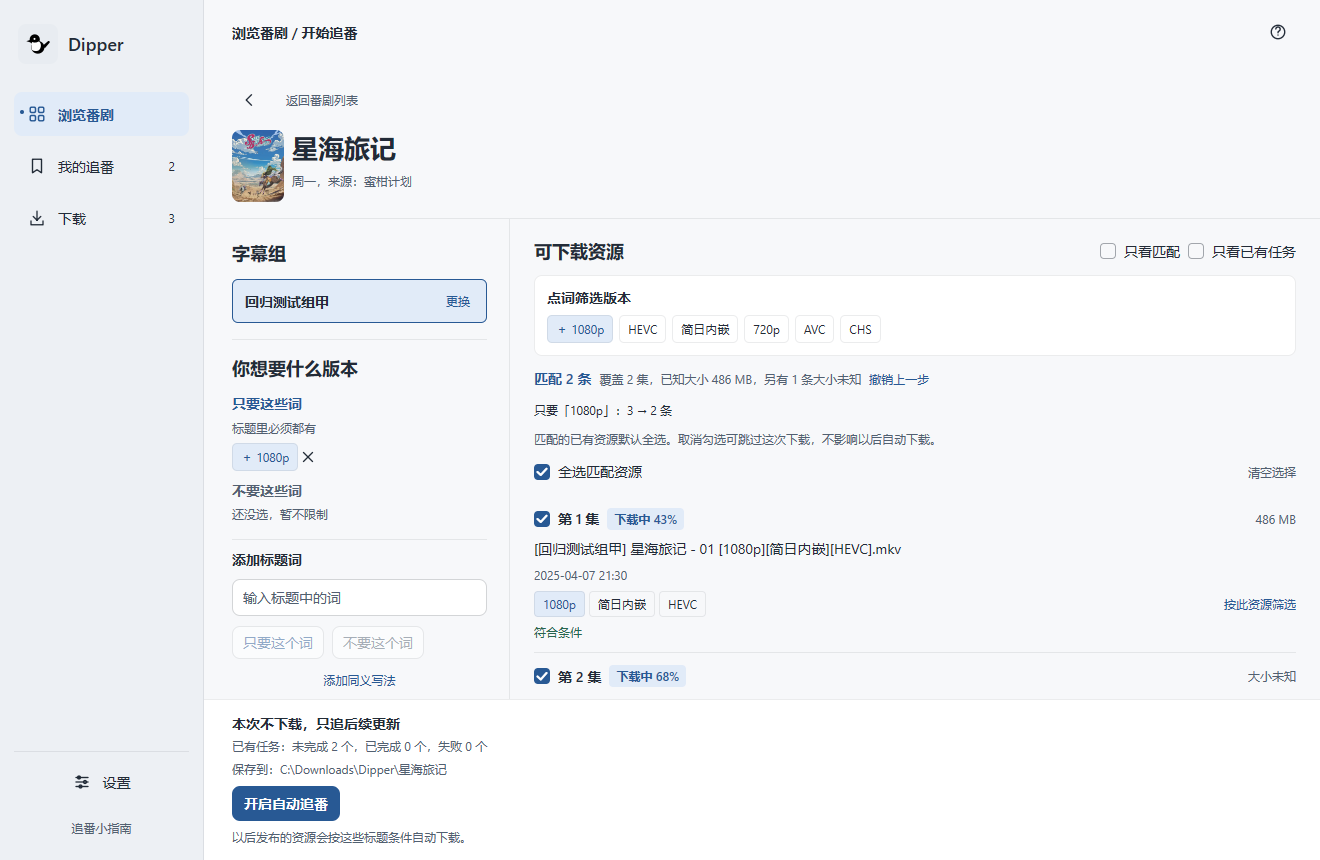 Dipper
浏览番剧
我的追番 2
下载 3
设置
追番小指南
浏览番剧 / 开始追番
返回番剧列表
星海旅记
周一，来源：蜜柑计划
字幕组
回归测试组甲 更换
你想要什么版本
只要这些词
标题里必须都有
+ 1080p
不要这些词
还没选，暂不限制
添加标题词
输入标题中的词
只要这个词 不要这个词
添加同义写法
可下载资源 只看匹配 只看已有任务
点词筛选版本
+ 1080p HEVC 简日内嵌 720p AVC CHS
匹配 2 条 覆盖 2 集，已知大小 486 MB，另有 1 条大小未知 撤销上一步
只要「1080p」：3 → 2 条
匹配的已有资源默认全选。取消勾选可跳过这次下载，不影响以后自动下载。
全选匹配资源 清空选择
第 1 集 下载中 43% 486 MB
[回归测试组甲] 星海旅记 - 01 [1080p][简日内嵌][HEVC].mkv
2025-04-07 21:30
1080p 简日内嵌 HEVC 按此资源筛选
符合条件
第 2 集 下载中 68% 大小未知
本次不下载，只追后续更新
已有任务：未完成 2 个，已完成 0 个，失败 0 个
保存到：C:\Downloads\Dipper\星海旅记
开启自动追番
以后发布的资源会按这些标题条件自动下载。